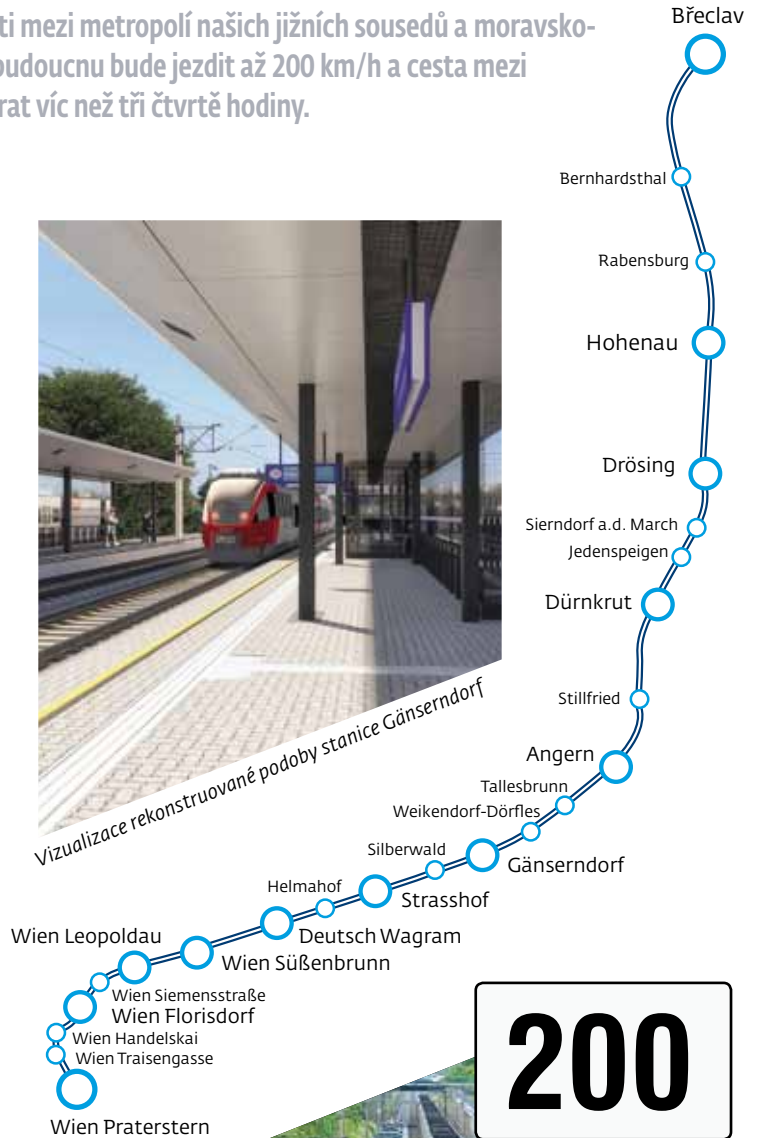 ti mezi metropolí našich jižních sousedů a moravsko-
oudoucnu bude jezdit až 200 km/h a cesta mezi
rat víc než tři čtvrtě hodiny.
Břeclav
Bernhardsthal
Rabensburg
Hohenau
Drösing
Sierndorf a.d. March
Jedenspeigen
Dürnkrut
Stillfried
Angern
Tallesbrunn
Weikendorf-Dörfles
Gänserndorf
Silberwald
Strasshof
Helmahof
Deutsch Wagram
Wien Süßenbrunn
Wien Leopoldau
Wien Siemensstraße
Wien Florisdorf
Wien Handelskai
Wien Traisengasse
Wien Praterstern
Vizualizace rekonstruované podoby stanice Gänserndorf
200